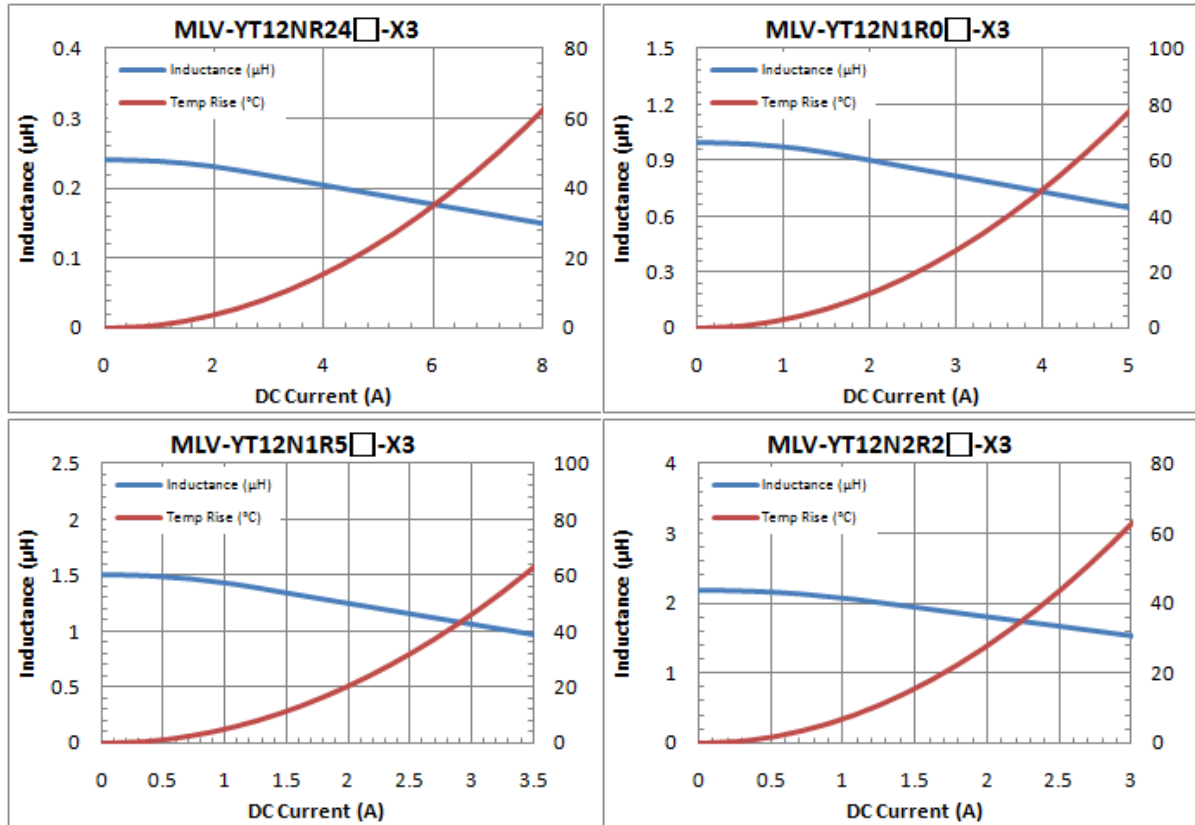 MLV-YT12NR24□-X3
Inductance (µH)
Temp Rise (°C)
0.4
0.3
0.2
0.1
0
80
60
40
20
0
Inductance (µH)
0 2 4 6 8
DC Current (A)
MLV-YT12N1R0□-X3
Inductance (µH)
Temp Rise (°C)
1.5
1.2
0.9
0.6
0.3
0
100
80
60
40
20
0
Inductance (µH)
0 1 2 3 4 5
DC Current (A)
MLV-YT12N1R5□-X3
Inductance (µH)
Temp Rise (°C)
2.5
2
1.5
1
0.5
0
100
80
60
40
20
0
Inductance (µH)
0 0.5 1 1.5 2 2.5 3 3.5
DC Current (A)
MLV-YT12N2R2□-X3
Inductance (µH)
Temp Rise (°C)
4
3
2
1
0
80
60
40
20
0
Inductance (µH)
0 0.5 1 1.5 2 2.5 3
DC Current (A)